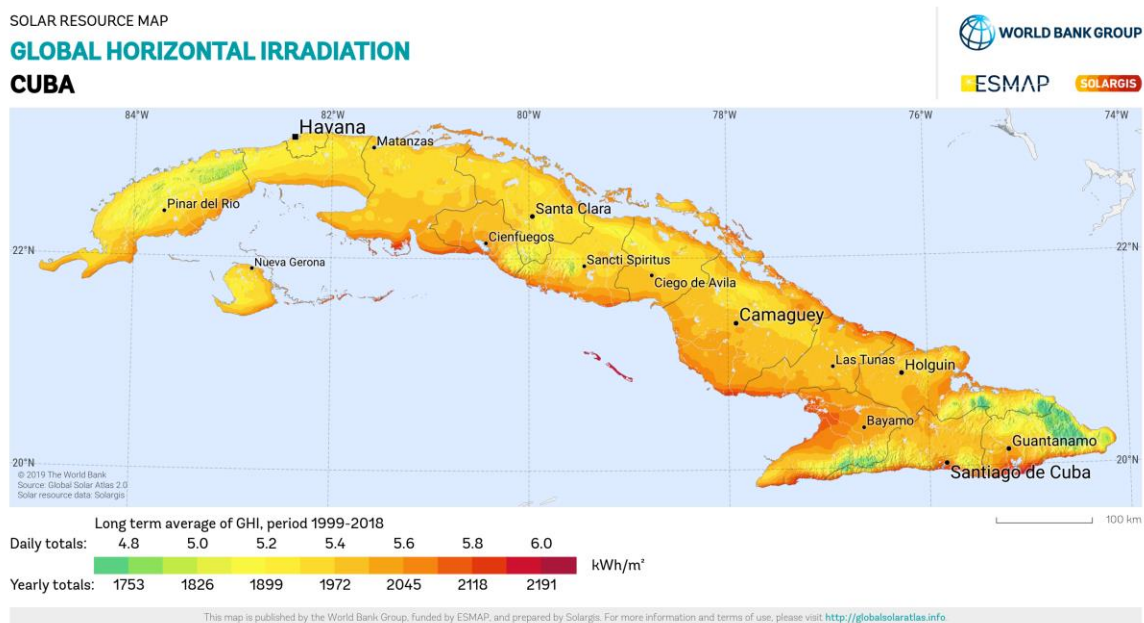 SOLAR RESOURCE MAP
GLOBAL HORIZONTAL IRRADIATION
CUBA
WORLD BANK GROUP
ESMAP
SOLARGIS
84°W
82°W
80°W
78°W
76°W
74°W
Havana
Matanzas
Pinar del Rio
Santa Clara
22°N
Cienfuegos
22°N
Nueva Gerona
Sancti Spiritus
Ciego de Avila
Camaguey
Las Tunas
Holguin
Bayamo
Guantanamo
20°N
20°N
Santiago de Cuba
© 2019 The World Bank
Source: Global Solar Atlas 2.0
Solar resource data: Solargis
100 km
Long term average of GHI, period 1999-2018
Daily totals: 4.8 5.0 5.2 5.4 5.6 5.8 6.0
kWh/m²
Yearly totals: 1753 1826 1899 1972 2045 2118 2191
This map is published by the World Bank Group, funded by ESMAP, and prepared by Solargis. For more information and terms of use, please visit http://globalsolaratlas.info.